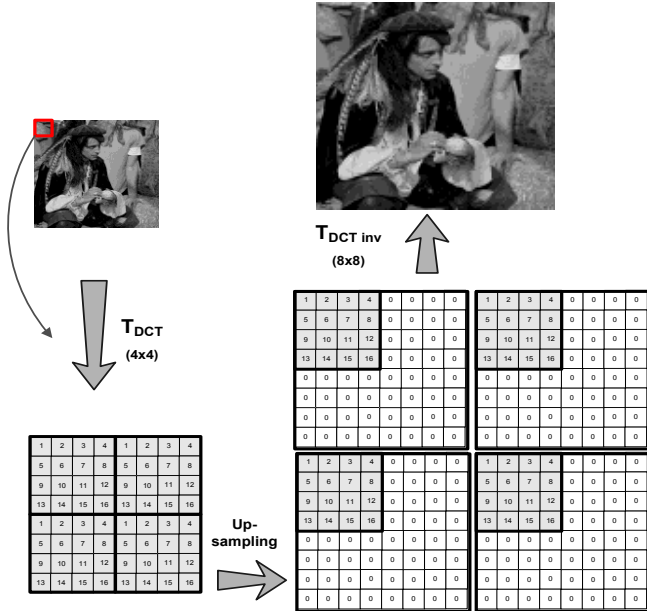 T DCT inv
(8x8)
T DCT
(4x4)
1 2 3 4 0 0 0 0 1 2 3 4 0 0 0 0
5 6 7 8 0 0 0 0 5 6 7 8 0 0 0 0
9 10 11 12 0 0 0 0 9 10 11 12 0 0 0 0
13 14 15 16 0 0 0 0 13 14 15 16 0 0 0 0
0 0 0 0 0 0 0 0 0 0 0 0 0 0 0 0
0 0 0 0 0 0 0 0 0 0 0 0 0 0 0 0
0 0 0 0 0 0 0 0 0 0 0 0 0 0 0 0
0 0 0 0 0 0 0 0 0 0 0 0 0 0 0 0
1 2 3 4 1 2 3 4
5 6 7 8 5 6 7 8
9 10 11 12 9 10 11 12
13 14 15 16 13 14 15 16
1 2 3 4 1 2 3 4
5 6 7 8 5 6 7 8
9 10 11 12 9 10 11 12
13 14 15 16 13 14 15 16
Up-
sampling
1 2 3 4 0 0 0 0 1 2 3 4 0 0 0 0
5 6 7 8 0 0 0 0 5 6 7 8 0 0 0 0
9 10 11 12 0 0 0 0 9 10 11 12 0 0 0 0
13 14 15 16 0 0 0 0 13 14 15 16 0 0 0 0
0 0 0 0 0 0 0 0 0 0 0 0 0 0 0 0
0 0 0 0 0 0 0 0 0 0 0 0 0 0 0 0
0 0 0 0 0 0 0 0 0 0 0 0 0 0 0 0
0 0 0 0 0 0 0 0 0 0 0 0 0 0 0 0